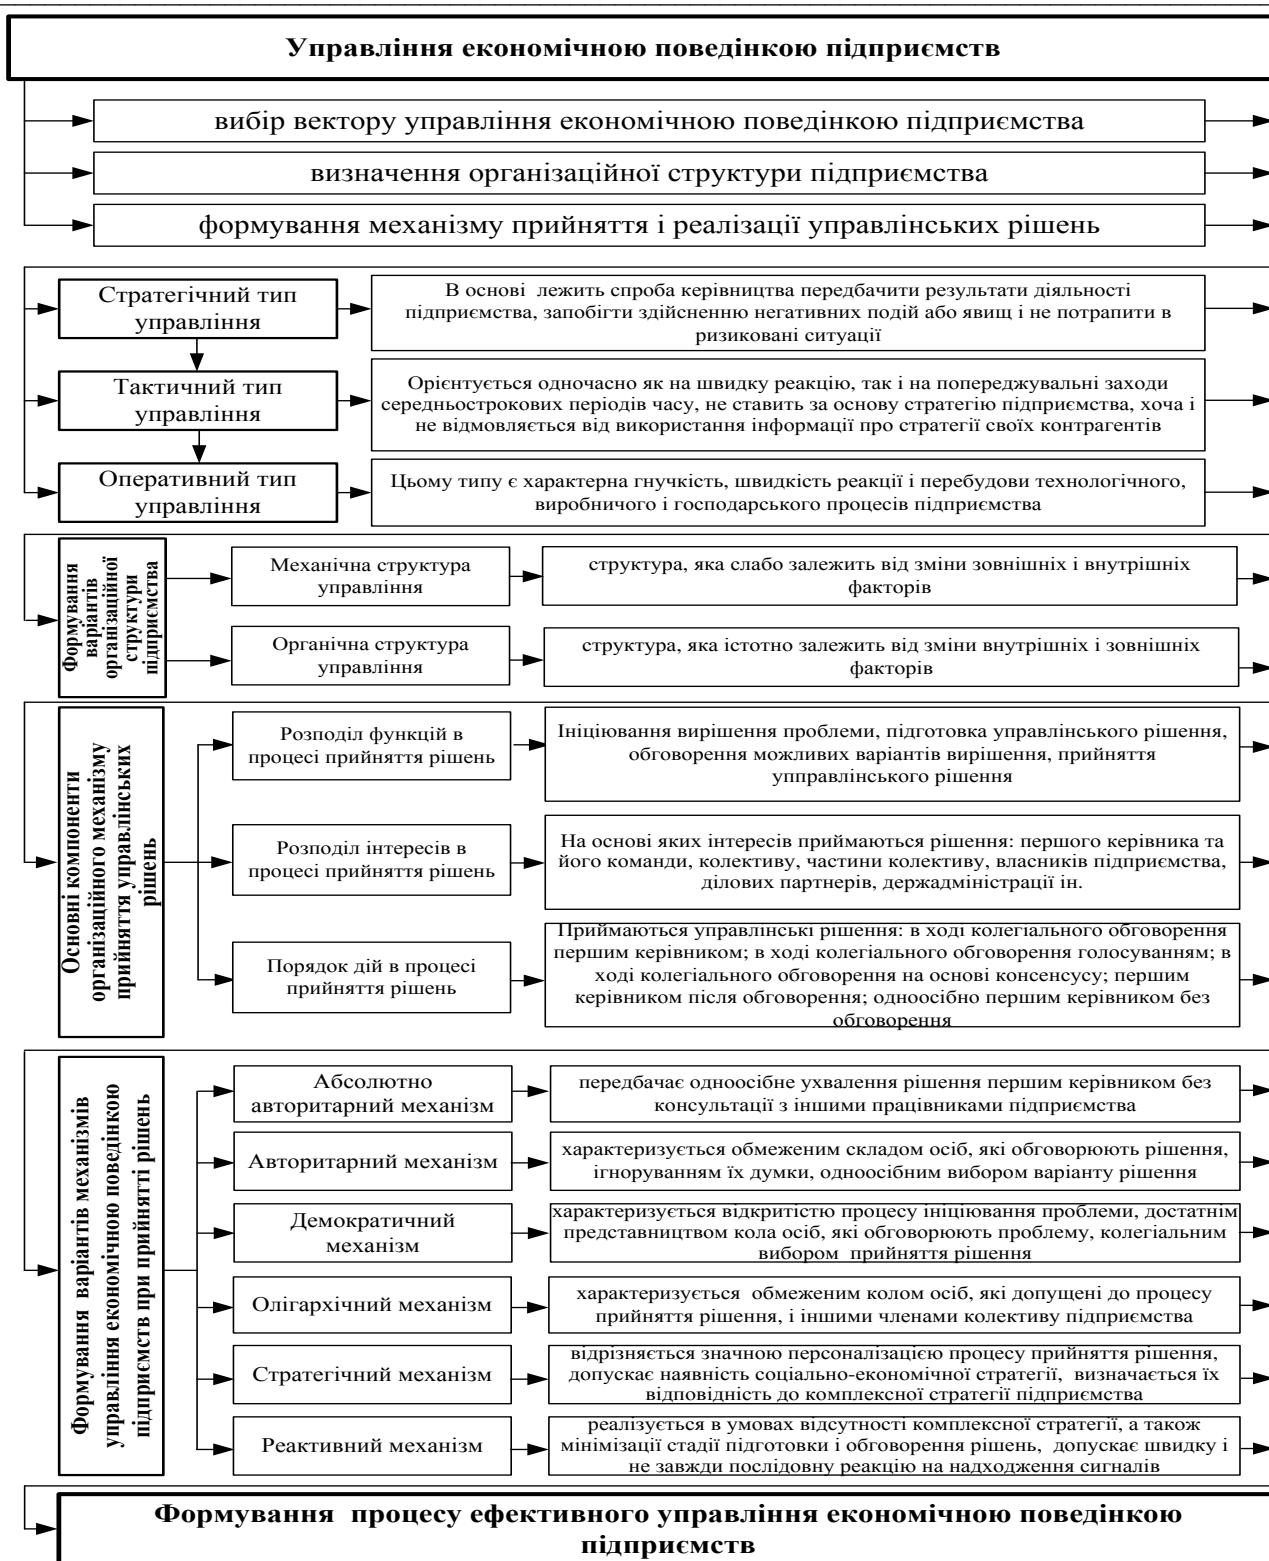 Управління економічною поведінкою підприємств
вибір вектору управління економічною поведінкою підприємства
визначення організаційної структури підприємства
формування механізму прийняття і реалізації управлінських рішень
Стратегічний тип
управління
В основі лежить спроба керівництва передбачити результати діяльності
підприємства, запобігти здійсненню негативних подій або явищ і не потрапити в
ризиковані ситуації
Тактичний тип
управління
Орієнтується одночасно як на швидку реакцію, так і на попереджувальні заходи
середньострокових періодів часу, не ставить за основу стратегію підприємства, хоча і
не відмовляється від використання інформації про стратегії своїх контрагентів
Оперативний тип
управління
Цьому типу є характерна гнучкість, швидкість реакції і перебудови технологічного,
виробничого і господарського процесів підприємства
Формування
варіантів
організаційної
структури
підприємства
Механічна структура
управління
структура, яка слабо залежить від зміни зовнішніх і внутрішніх
факторів
Органічна структура
управління
структура, яка істотно залежить від зміни внутрішніх і зовнішніх
факторів
Основні компоненти
організаційного механізму
прийняття управлінських
рішень
Розподіл функцій в
процесі прийняття рішень
Ініціювання вирішення проблеми, підготовка управлінського рішення,
обговорення можливих варіантів вирішення, прийняття
упправлінського рішення
Розподіл інтересів в
процесі прийняття рішень
На основі яких інтересів приймаються рішення: першого керівника та
його команди, колективу, частини колективу, власників підприємства,
ділових партнерів, держадміністрації ін.
Порядок дій в процесі
прийняття рішень
Приймаються управлінські рішення: в ході колегіального обговорення
першим керівником; в ході колегіального обговорення голосуванням; в
ході колегіального обговорення на основі консенсусу; першим
керівником після обговорення; одноосібно першим керівником без
обговорення
Формування варіантів механізмів
управління економічною поведінкою
підприємств при прийнятті рішень
Абсолютно
авторитарний механізм
передбачає одноосібне ухвалення рішення першим керівником без
консультації з іншими працівниками підприємства
Авторитарний механізм
характеризується обмеженим складом осіб, які обговорюють рішення,
ігноруванням їх думки, одноосібним вибором варіанту рішення
Демократичний
механізм
характеризується відкритістю процесу ініціювання проблеми, достатнім
представництвом кола осіб, які обговорюють проблему, колегіальним
вибором прийняття рішення
Олігархічний механізм
характеризується обмеженим колом осіб, які допущені до процесу
прийняття рішення, і іншими членами колективу підприємства
Стратегічний механізм
відрізняється значною персоналізацією процесу прийняття рішення,
допускає наявність соціально-економічної стратегії, визначається їх
відповідність до комплексної стратегії підприємства
Реактивний механізм
реалізується в умовах відсутності комплексної стратегії, а також
мінімізації стадії підготовки і обговорення рішень, допускає швидку і
не завжди послідовну реакцію на надходження сигналів
Формування процесу ефективного управління економічною поведінкою
підприємств